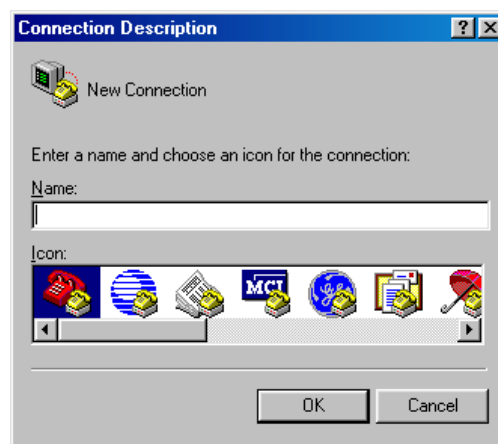 Connection Description
New Connection
Enter a name and choose an icon for the connection:
Name:
Icon:
MCI
OK
Cancel